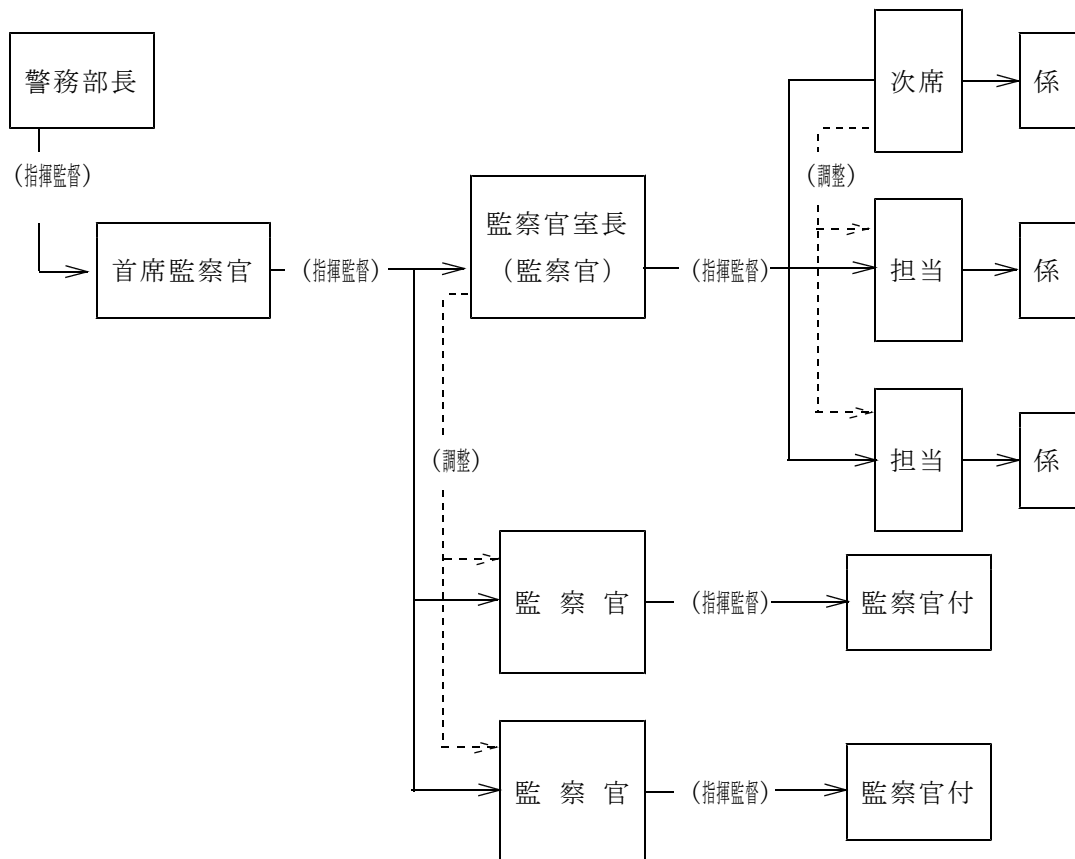 警務部長
(指揮監督)
首席監察官
(指揮監督)
監察官室長
(監察官)
(指揮監督)
次席
係
(調整)
担当
係
担当
係
(調整)
監察官
(指揮監督)
監察官付
監察官
(指揮監督)
監察官付